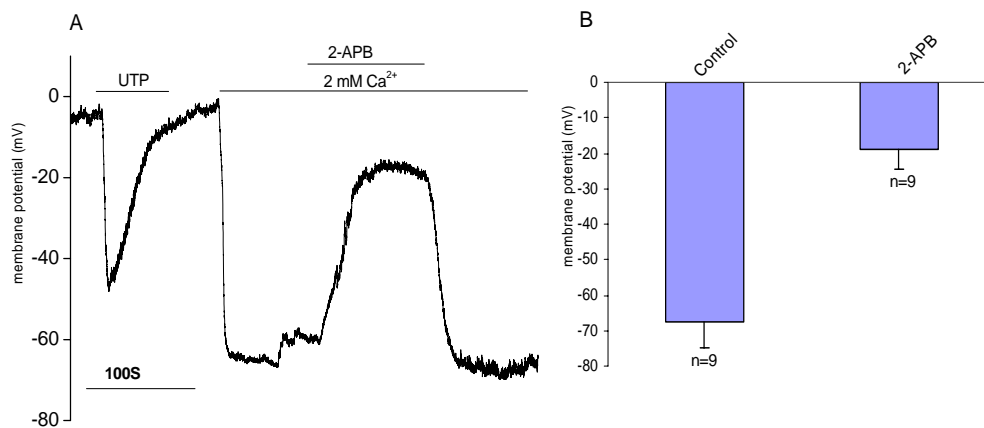 A
2-APB
UTP
2 mM Ca²⁺
membrane potential (mV)
0
-20
-40
-60
-80
100S
B
Control
2-APB
membrane potential (mV)
0
-10
-20
-30
-40
-50
-60
-70
-80
n=9
n=9